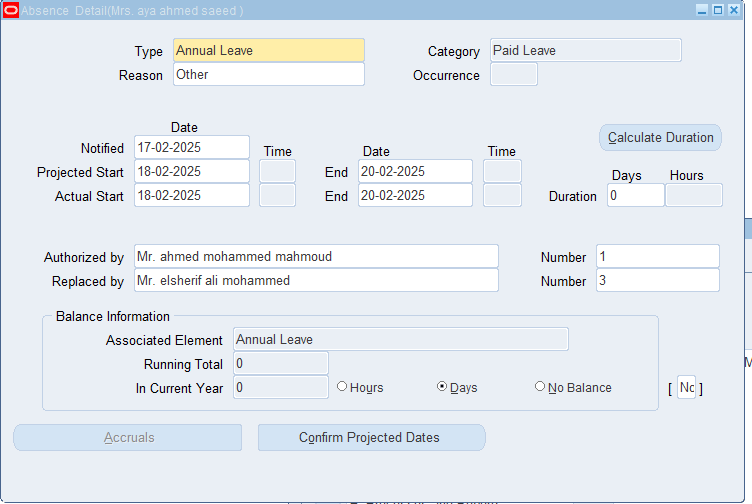 Absence Detail(Mrs. aya ahmed saeed )
Type Annual Leave Category Paid Leave
Reason Other Occurrence
Date
Notified 17-02-2025 Time Date Time
Calculate Duration
Projected Start 18-02-2025 End 20-02-2025 Days Hours
Actual Start 18-02-2025 End 20-02-2025 Duration 0
Authorized by Mr. ahmed mohammed mahmoud Number 1
Replaced by Mr. elsherif ali mohammed Number 3
Balance Information
Associated Element Annual Leave
Running Total 0
In Current Year 0 Hours Days No Balance [ No ]
Accruals Confirm Projected Dates